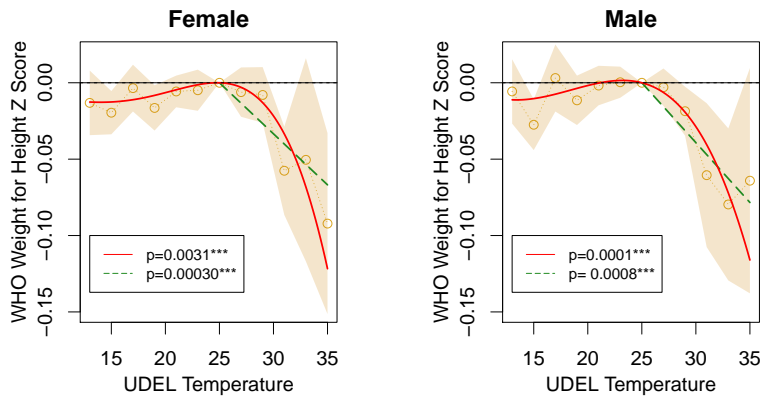 Female
WHO Weight for Height Z Score
0.00
−0.05
−0.10
−0.15
p=0.0031***
p=0.00030***
15 20 25 30 35
UDEL Temperature
Male
WHO Weight for Height Z Score
0.00
−0.05
−0.10
−0.15
p=0.0001***
p= 0.0008***
15 20 25 30 35
UDEL Temperature